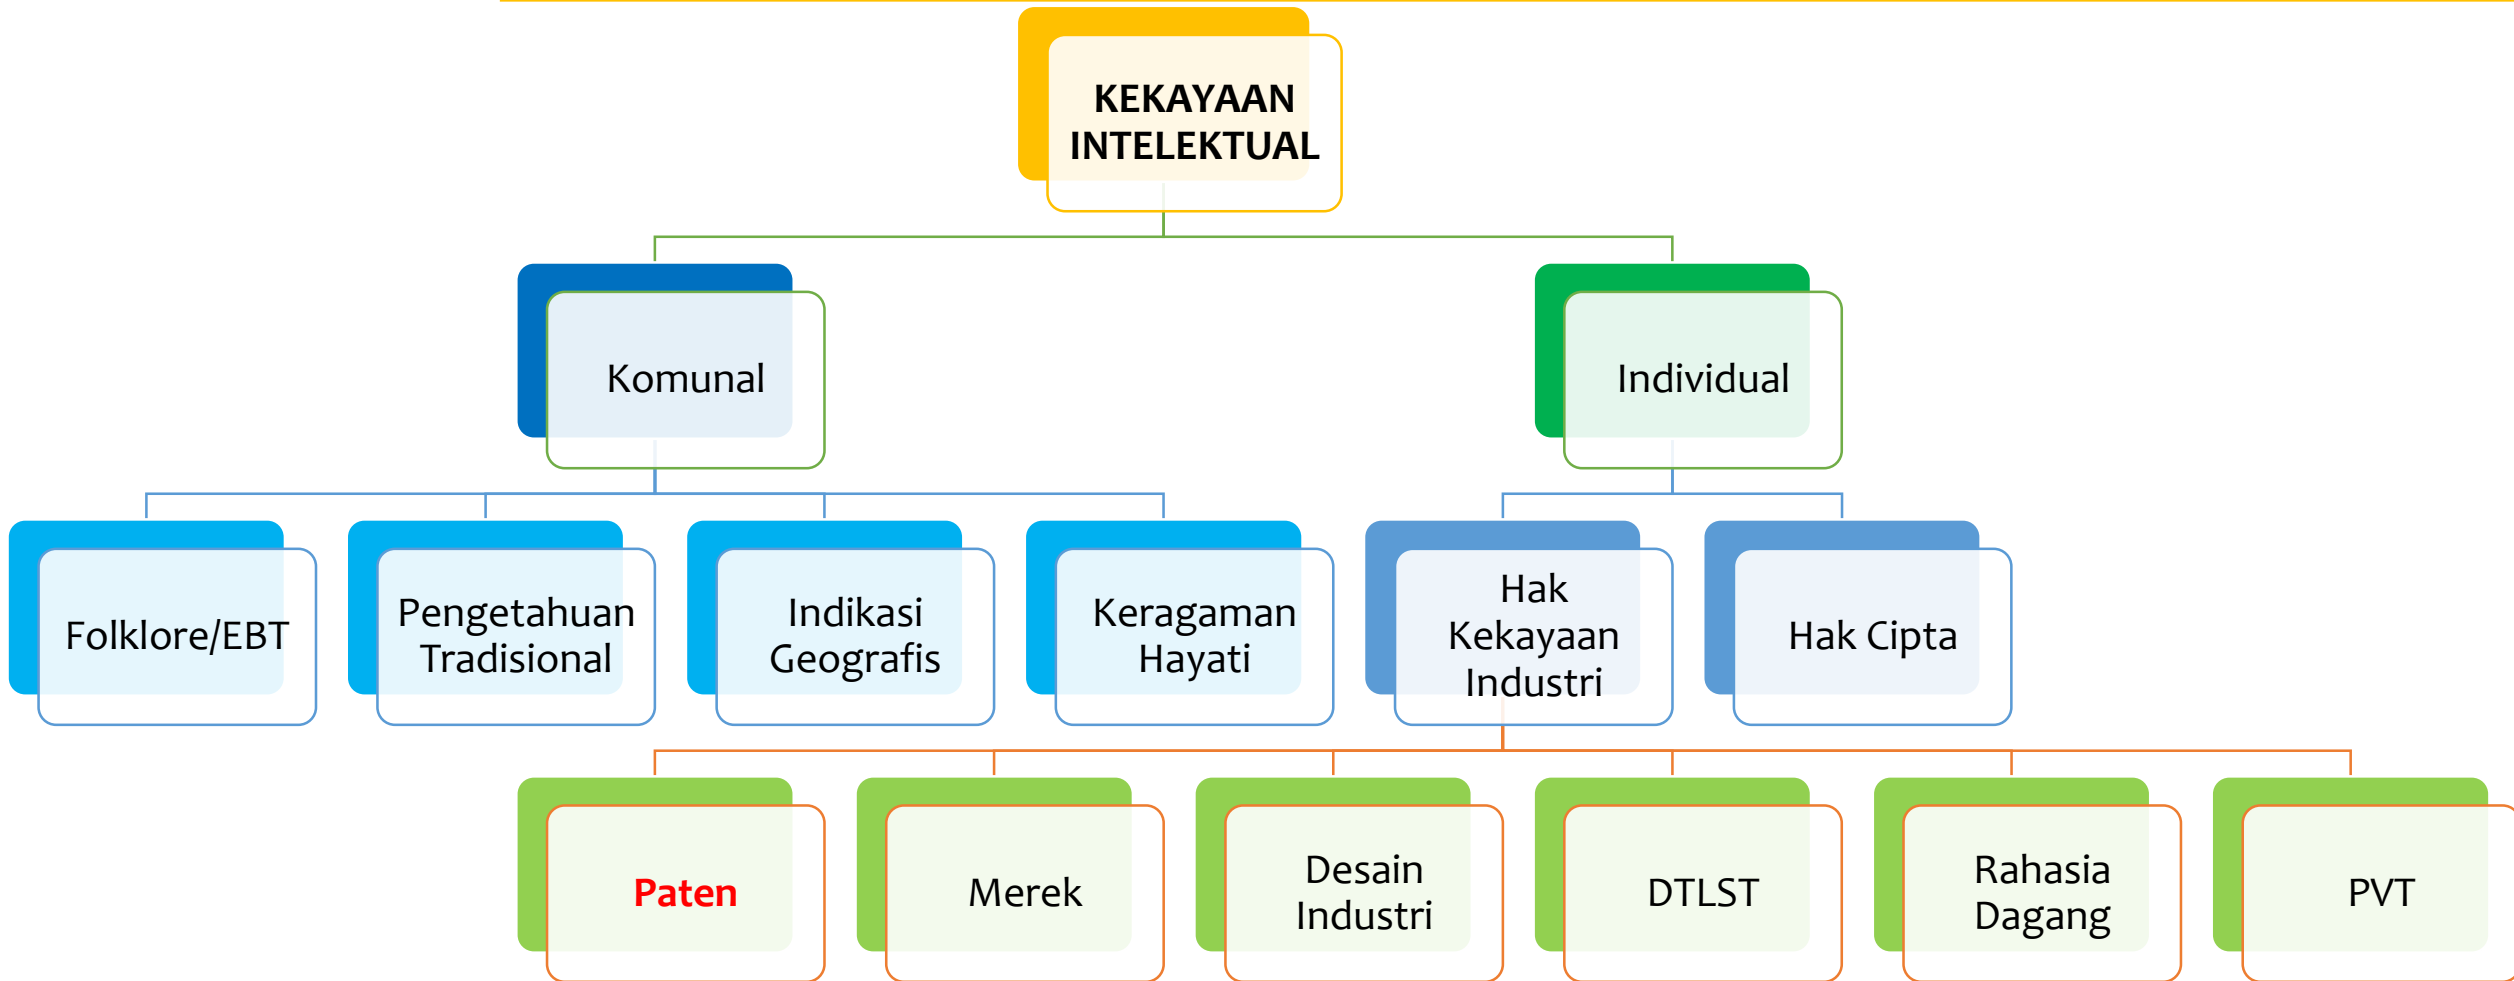 KEKAYAAN
INTELEKTUAL
Komunal
Individual
Folklore/EBT
Pengetahuan
Tradisional
Indikasi
Geografis
Keragaman
Hayati
Hak
Kekayaan
Industri
Hak Cipta
Paten
Merek
Desain
Industri
DTLST
Rahasia
Dagang
PVT